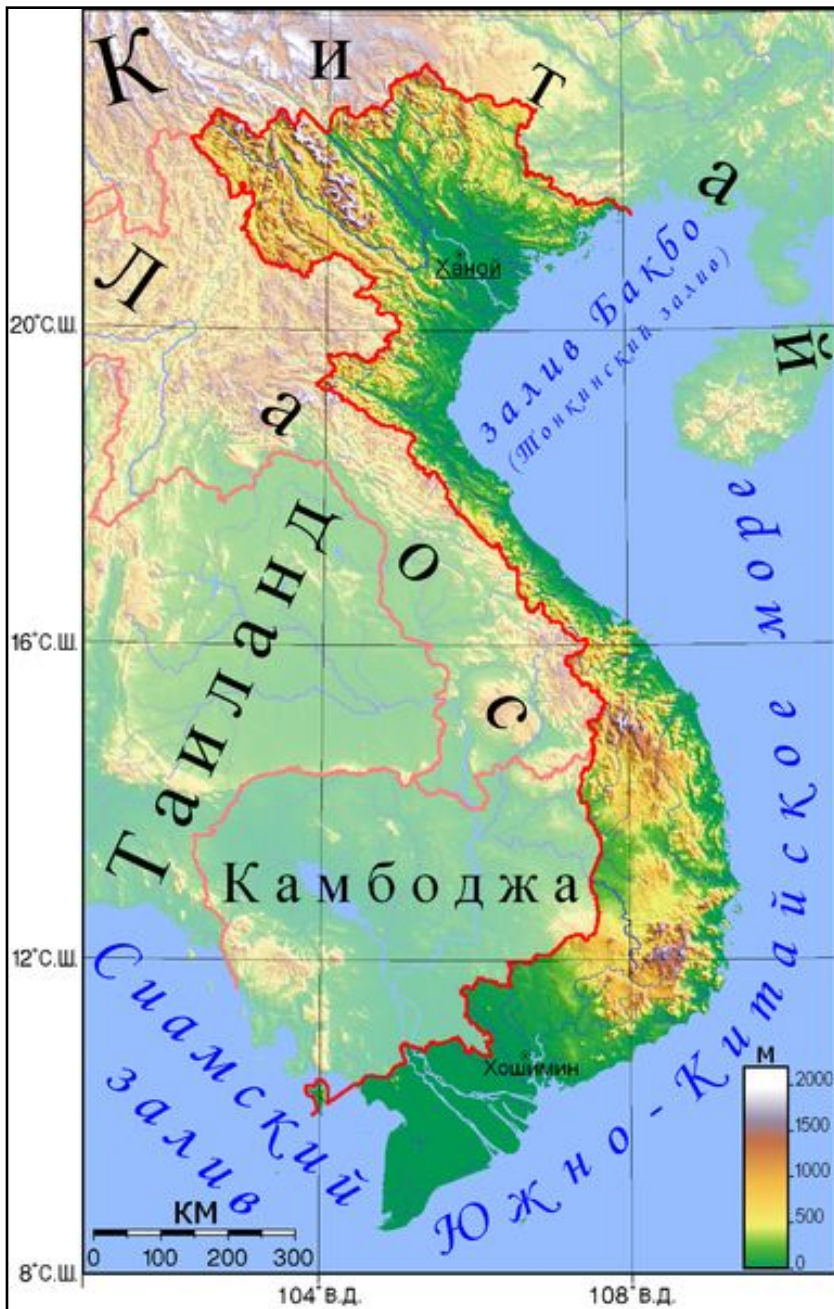 Китай
Лаос
Ханой
залив Бакбо
(Тонкинский залив)
20°С.Ш.
Таиланд
16°С.Ш.
Южно-Китайское море
Камбоджа
12°С.Ш.
Сиамский
залив
Хошимин
м
2000
1500
1000
500
0
КМ
0 100 200 300
8°С.Ш.
104°В.Д. 108°В.Д.